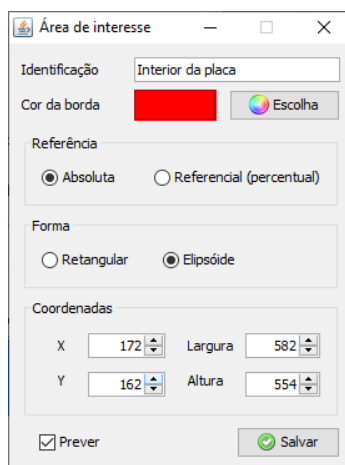 Área de interesse
Identificação Interior da placa
Cor da borda Escolha
Referência
Absoluta Referencial (percentual)
Forma
Retangular Elipsóide
Coordenadas
X 172 Largura 582
Y 162 Altura 554
Prever Salvar